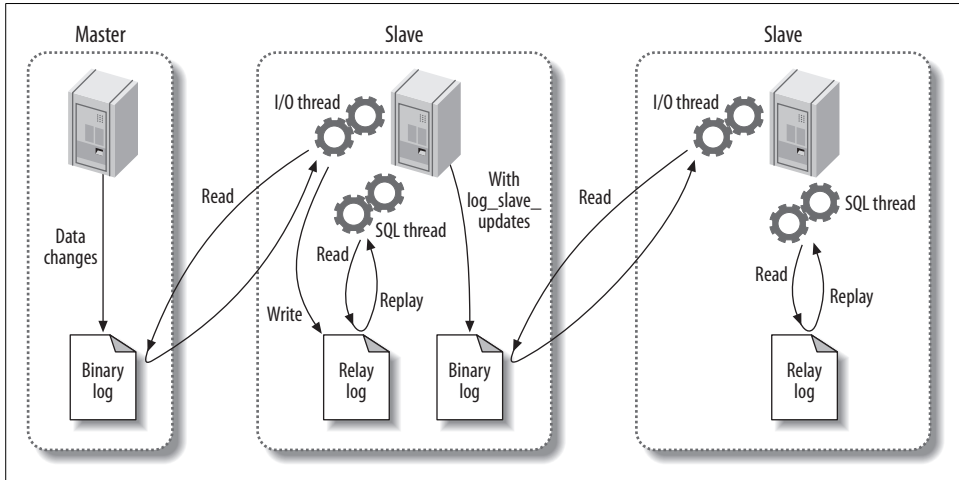 Master
Slave
Slave
I/O thread
I/O thread
Read
With
log_slave_
updates
Read
SQL thread
SQL thread
Data
changes
Read
Read
Replay
Replay
Write
Binary
log
Relay
log
Binary
log
Relay
log